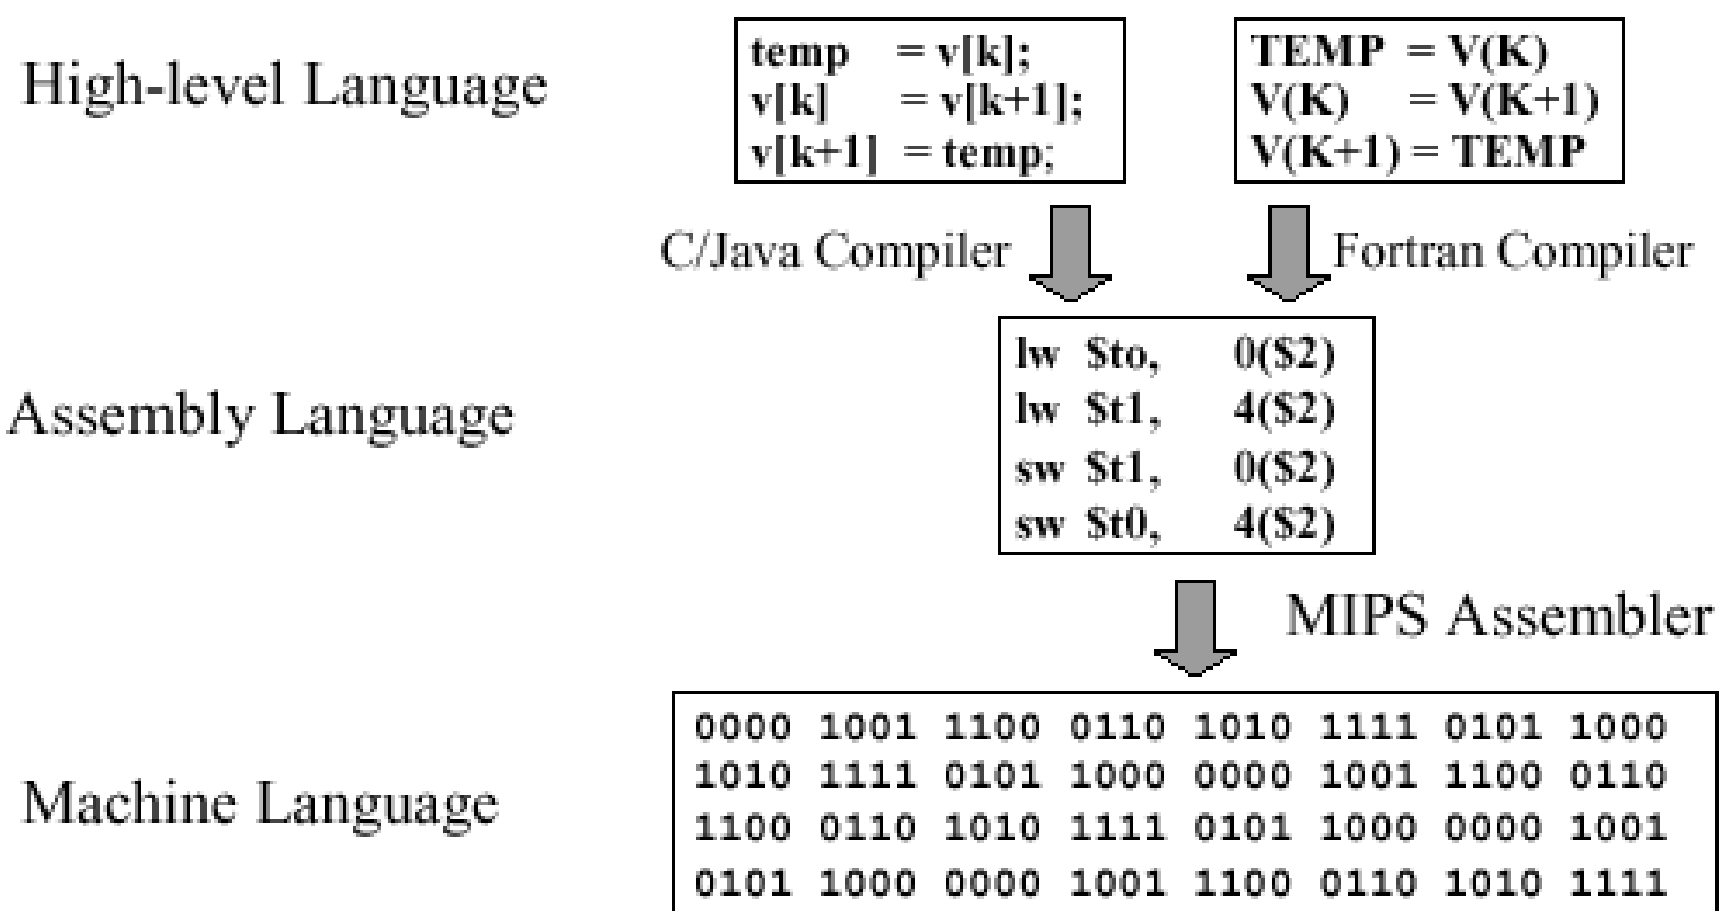 High-level Language
temp = v[k];
v[k] = v[k+1];
v[k+1] = temp;
TEMP = V(K)
V(K) = V(K+1)
V(K+1) = TEMP
C/Java Compiler
Fortran Compiler
Assembly Language
lw $to, 0($2)
lw $t1, 4($2)
sw $t1, 0($2)
sw $t0, 4($2)
MIPS Assembler
Machine Language
0000 1001 1100 0110 1010 1111 0101 1000
1010 1111 0101 1000 0000 1001 1100 0110
1100 0110 1010 1111 0101 1000 0000 1001
0101 1000 0000 1001 1100 0110 1010 1111